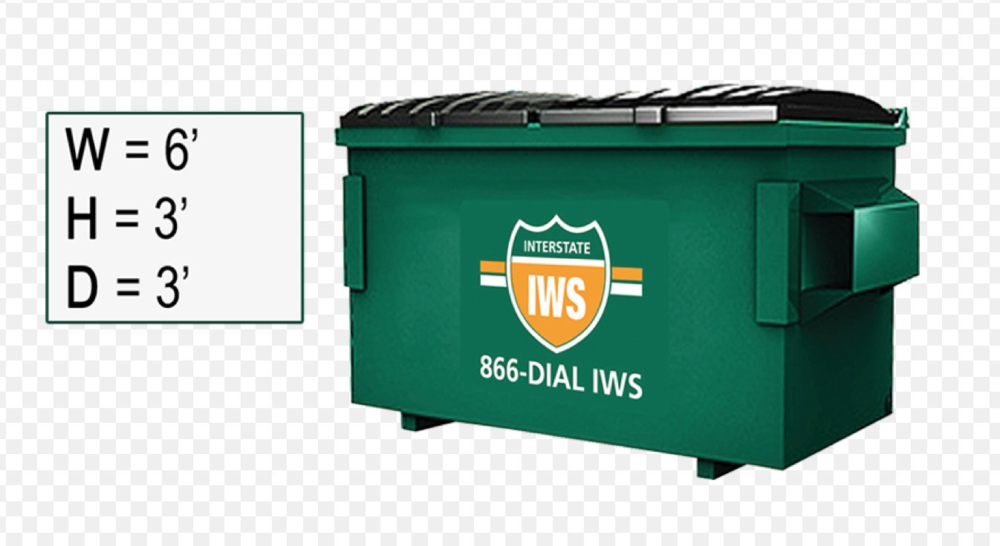 W = 6’
H = 3’
D = 3’
INTERSTATE
IWS
866-DIAL IWS